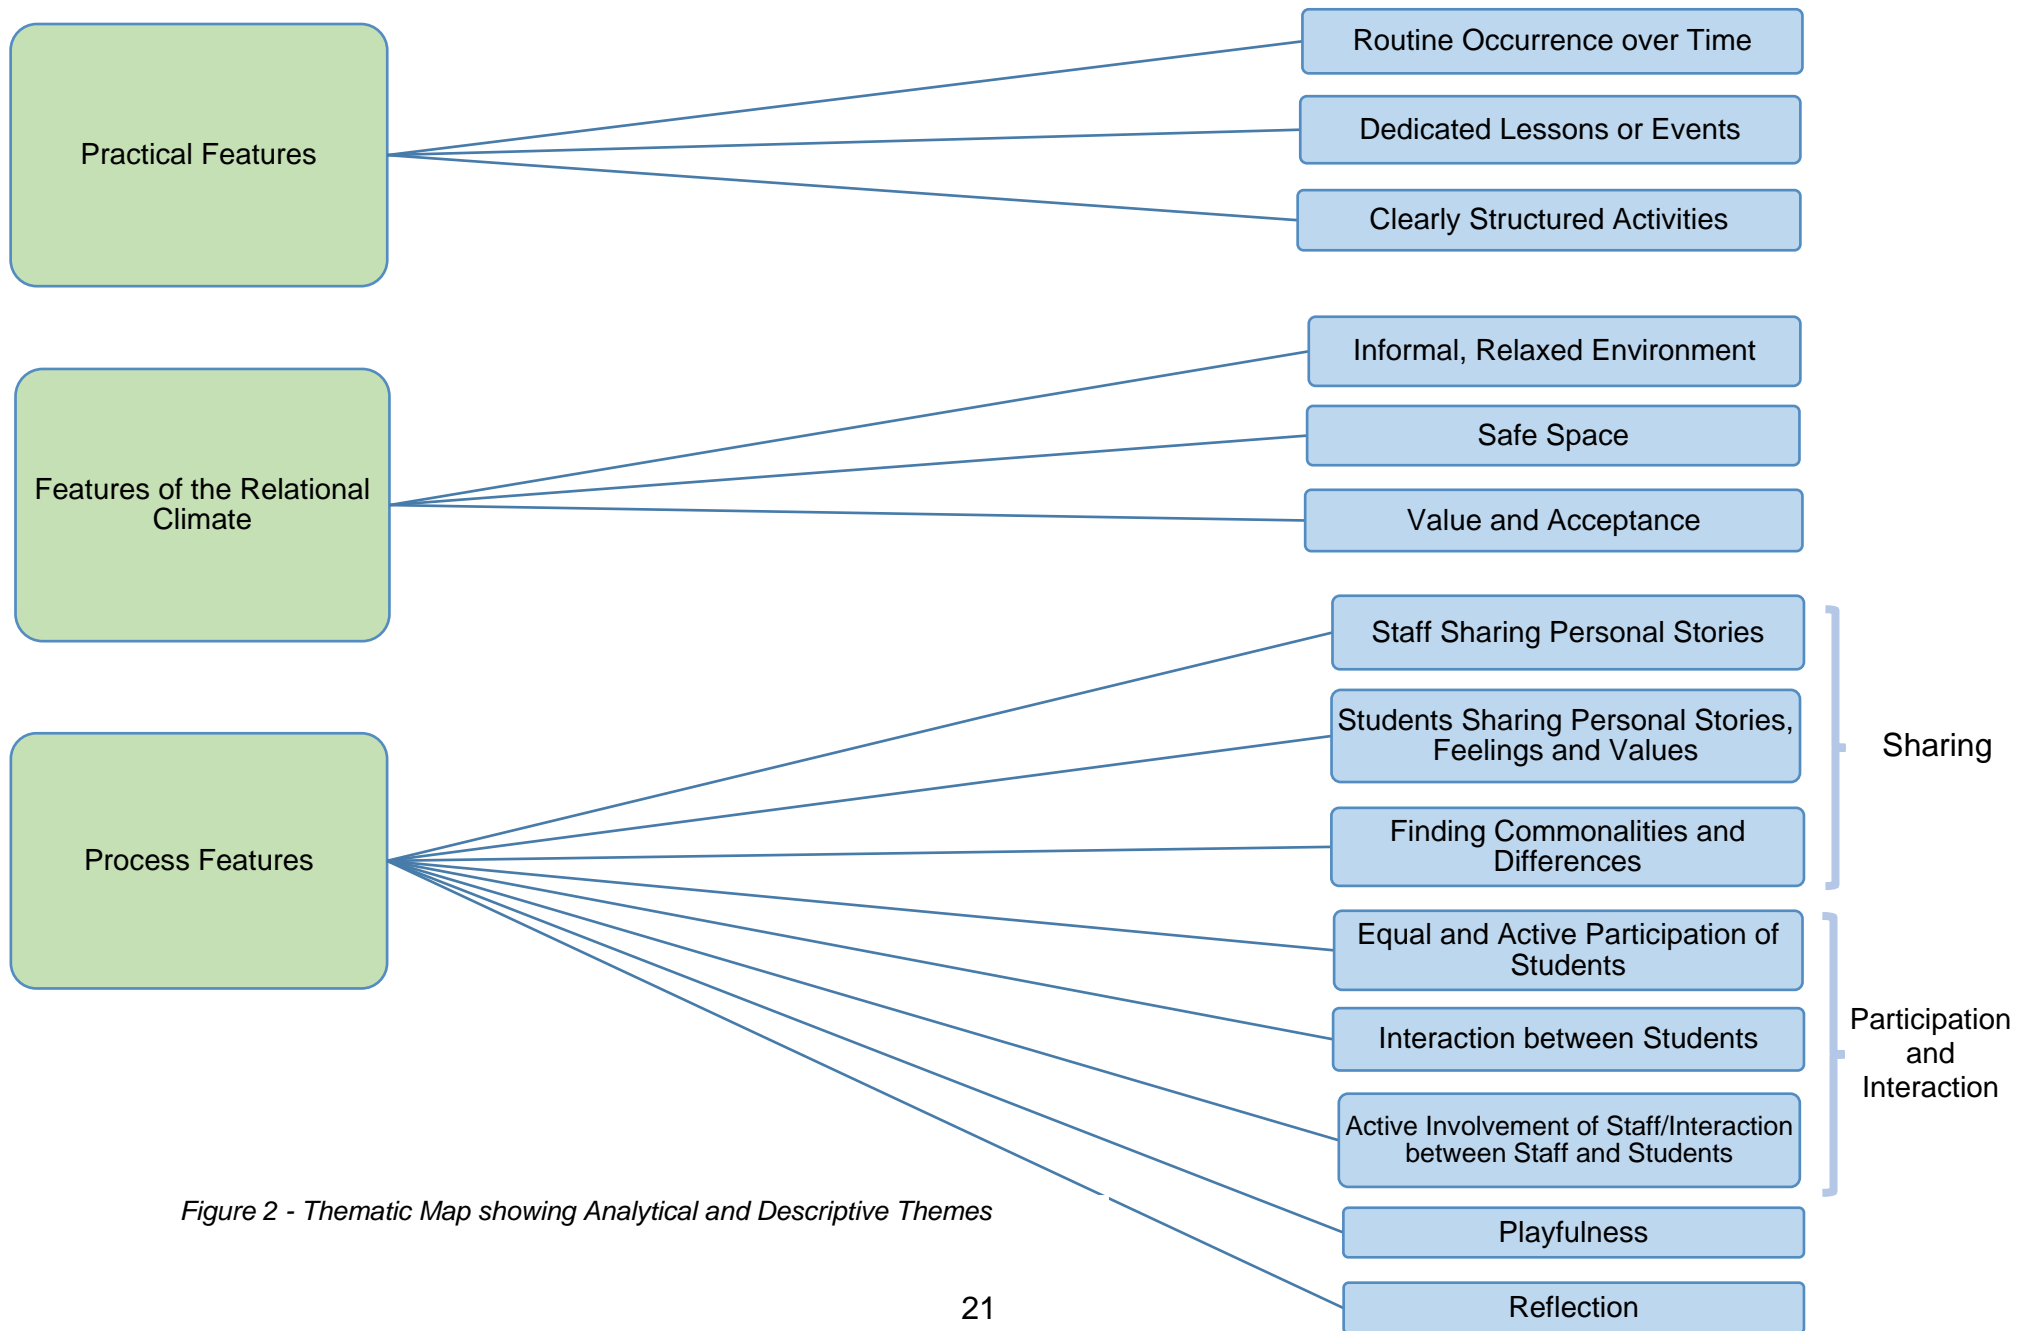 Practical Features
Routine Occurrence over Time
Dedicated Lessons or Events
Clearly Structured Activities
Features of the Relational
Climate
Informal, Relaxed Environment
Safe Space
Value and Acceptance
Process Features
Staff Sharing Personal Stories
Students Sharing Personal Stories,
Feelings and Values
Finding Commonalities and
Differences
Sharing
Equal and Active Participation of
Students
Interaction between Students
Active Involvement of Staff/Interaction
between Staff and Students
Participation
and
Interaction
Playfulness
Reflection
Figure 2 - Thematic Map showing Analytical and Descriptive Themes
21